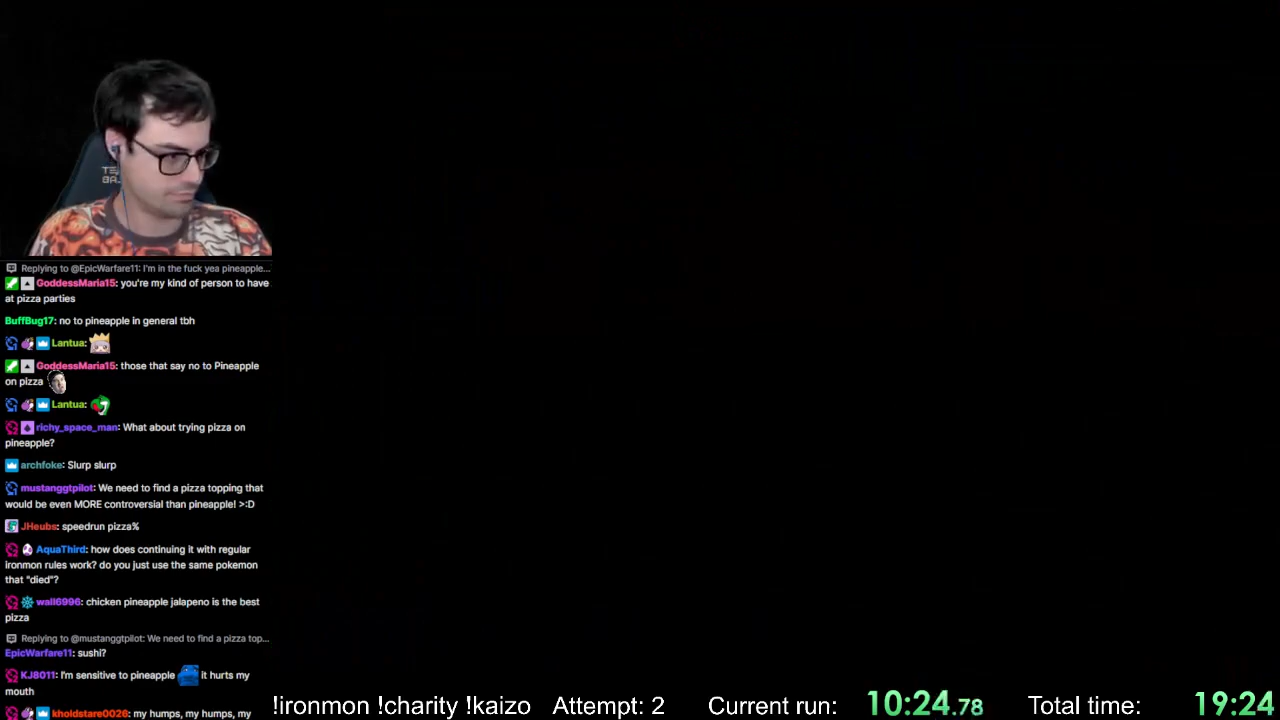 Replying to @EpicWarfare11: I'm in the fuck yea pineapple...
GoddessMaria15: you're my kind of person to have
at pizza parties
BuffBug17: no to pineapple in general tbh
Lantua:
GoddessMaria15: those that say no to Pineapple
on pizza
Lantua:
richy_space_man: What about trying pizza on
pineapple?
archfoke: Slurp slurp
mustanggtpilot: We need to find a pizza topping that
would be even MORE controversial than pineapple! >:D
JHeubs: speedrun pizza%
AquaThird: how does continuing it with regular
ironmon rules work? do you just use the same pokemon
that "died"?
wall6996: chicken pineapple jalapeno is the best
pizza
Replying to @mustanggtpilot: We need to find a pizza top...
EpicWarfare11: sushi?
KJ8011: I'm sensitive to pineapple it hurts my
mouth
kholdstare0026: my humps, my humps, my
!ironmon !charity !kaizo Attempt: 2 Current run: 10:24.78 Total time: 19:24